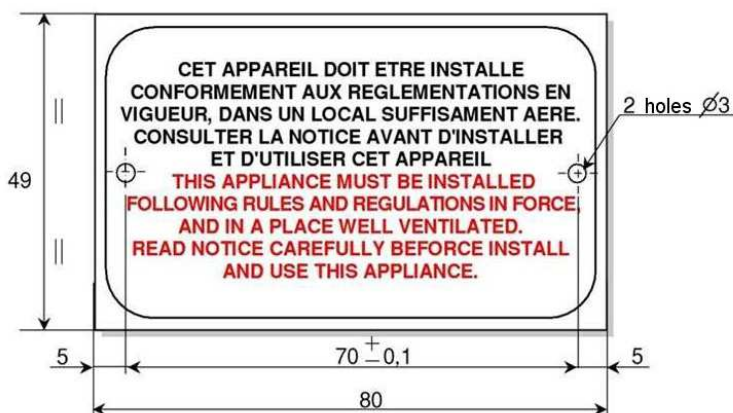 CET APPAREIL DOIT ETRE INSTALLE
CONFORMEMENT AUX REGLEMENTATIONS EN
VIGUEUR, DANS UN LOCAL SUFFISAMENT AERE.
CONSULTER LA NOTICE AVANT D'INSTALLER
ET D'UTILISER CET APPAREIL
THIS APPLIANCE MUST BE INSTALLED
FOLLOWING RULES AND REGULATIONS IN FORCE,
AND IN A PLACE WELL VENTILATED.
READ NOTICE CAREFULLY BEFORCE INSTALL
AND USE THIS APPLIANCE.
2 holes Ø3
49
5
70 ±0,1
5
80